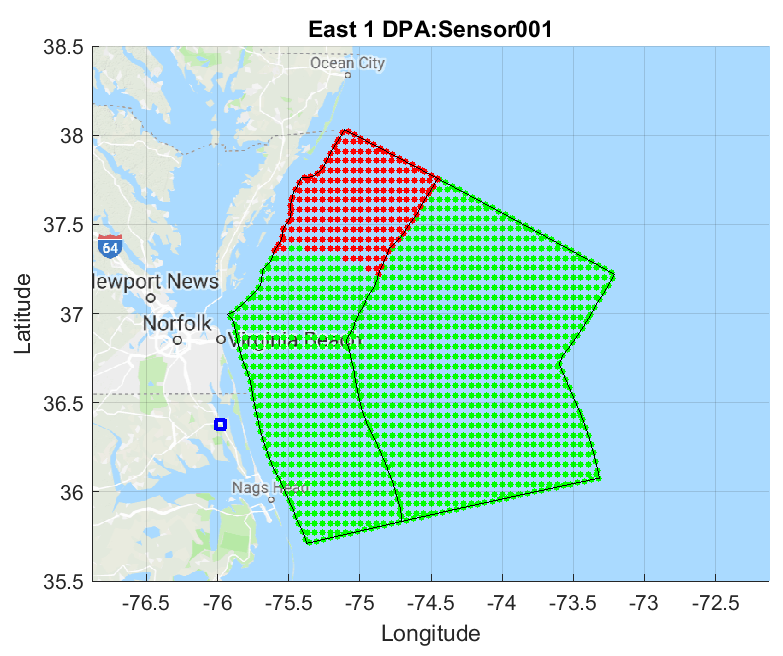 East 1 DPA:Sensor001
38.5
Ocean City
38
37.5
64
Latitude
ewport News
37
Norfolk
Virginia Beach
36.5
Nags Head
36
35.5
-76.5 -76 -75.5 -75 -74.5 -74 -73.5 -73 -72.5
Longitude